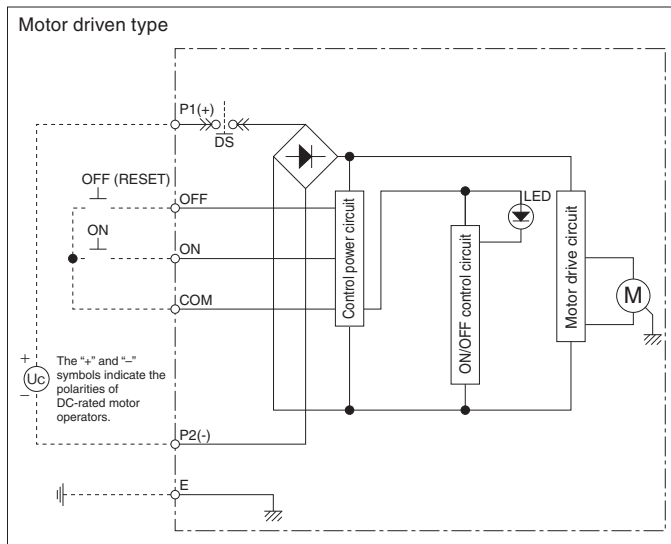 Motor driven type
P1(+)
DS
OFF (RESET)
OFF
ON
ON
COM
Control power circuit
ON/OFF control circuit
LED
Motor drive circuit
M
+
Uc
–
The "+" and "–"
symbols indicate the
polarities of
DC-rated motor
operators.
P2(-)
E